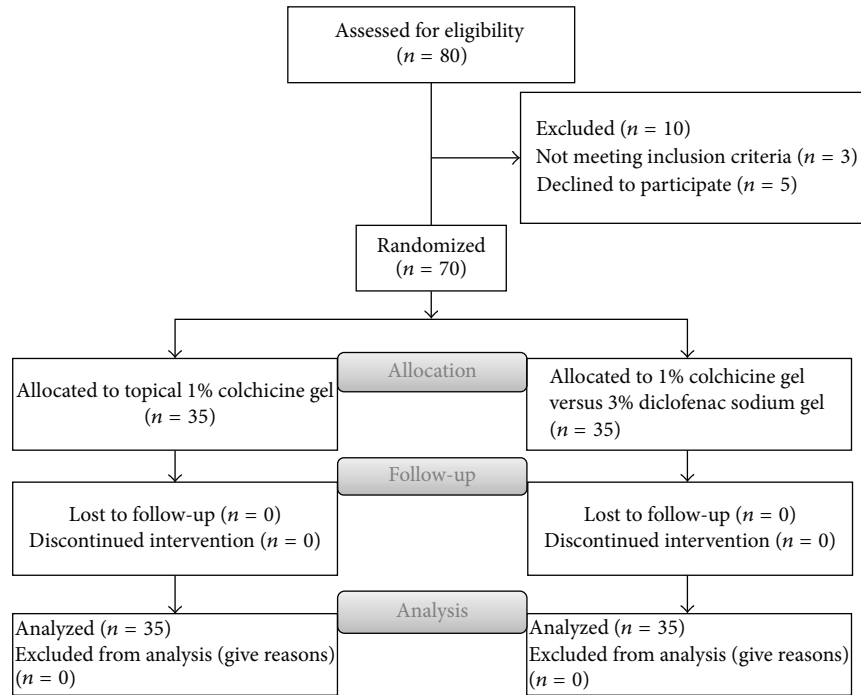 Assessed for eligibility
(n = 80)
Excluded (n = 10)
Not meeting inclusion criteria (n = 3)
Declined to participate (n = 5)
Randomized
(n = 70)
Allocation
Allocated to topical 1% colchicine gel
(n = 35)
Allocated to 1% colchicine gel
versus 3% diclofenac sodium gel
(n = 35)
Follow-up
Lost to follow-up (n = 0)
Discontinued intervention (n = 0)
Lost to follow-up (n = 0)
Discontinued intervention (n = 0)
Analysis
Analyzed (n = 35)
Excluded from analysis (give reasons)
(n = 0)
Analyzed (n = 35)
Excluded from analysis (give reasons)
(n = 0)